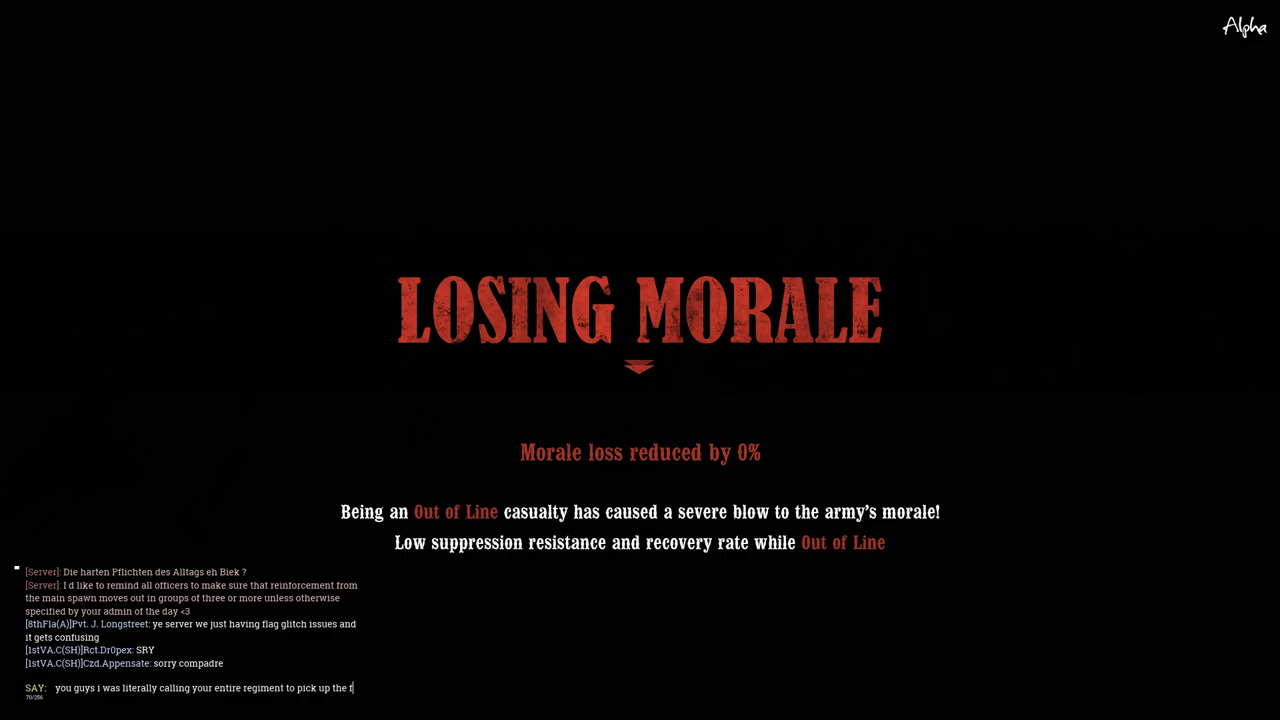 Alpha
LOSING MORALE
Morale loss reduced by 0%
Being an Out of Line casualty has caused a severe blow to the army's morale!
Low suppression resistance and recovery rate while Out of Line
[Server]: Die harten Pflichten des Alltags eh Biek ?
[Server]: I d like to remind all officers to make sure that reinforcement from
the main spawn moves out in groups of three or more unless otherwise
specified by your admin of the day <3
[8thFla(A)]Pvt. J. Longstreet: ye server we just having flag glitch issues and
it gets confusing
[1stVA.C(SH)]Rct.Dr0pex: SRY
[1stVA.C(SH)]Czd.Appensate: sorry compadre
SAY: you guys i was literally calling your entire regiment to pick up the f
70/256